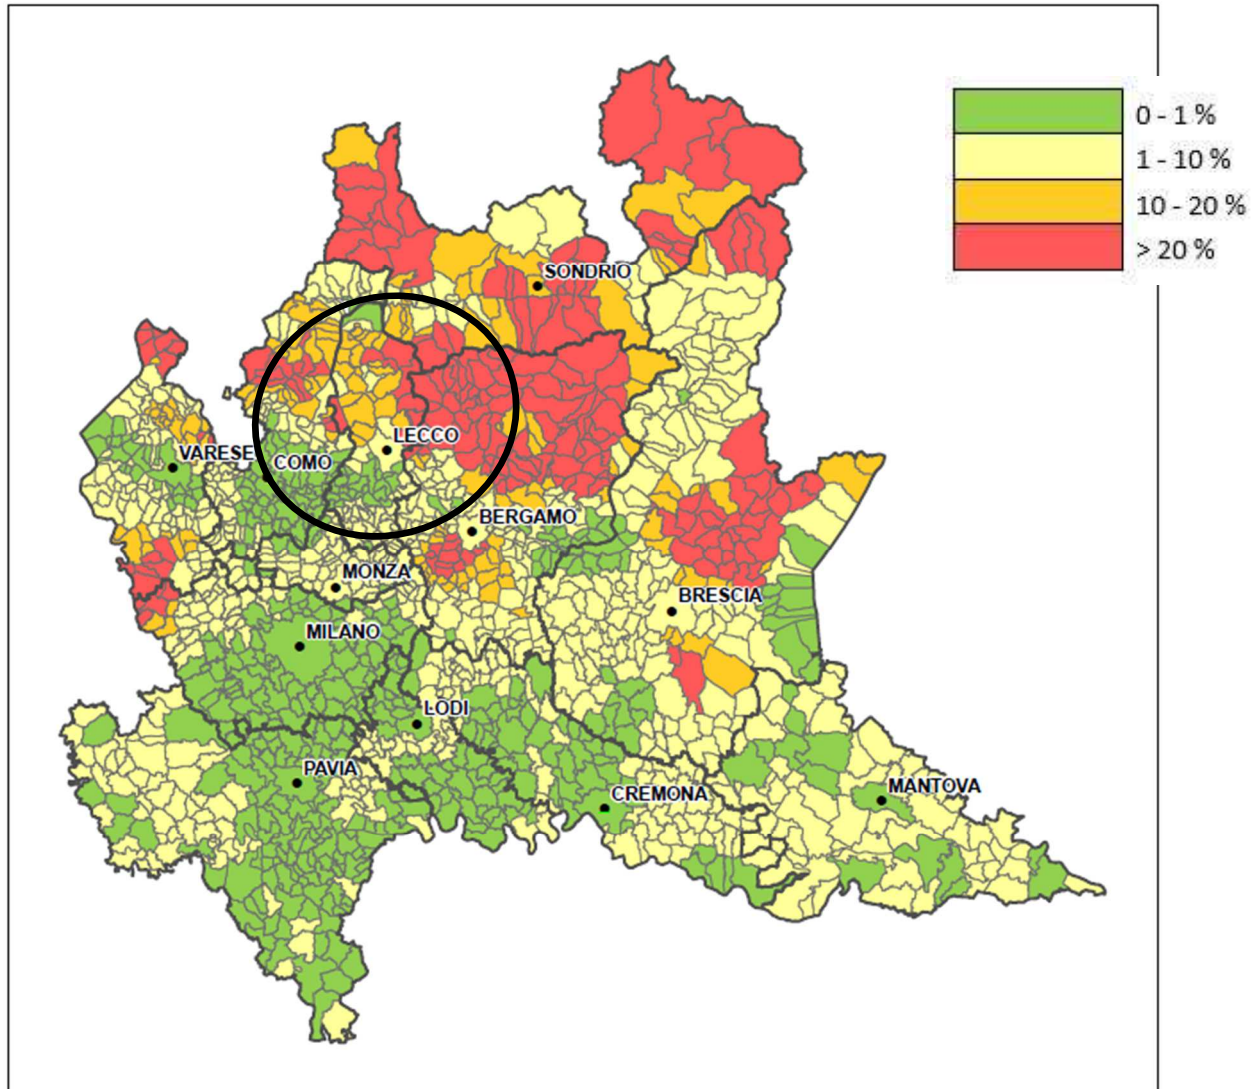 0 - 1 %
1 - 10 %
10 - 20 %
> 20 %
SONDRIO
LECCO
VARESE
COMO
BERGAMO
MONZA
BRESCIA
MILANO
LODI
PAVIA
CREMONA
MANTOVA